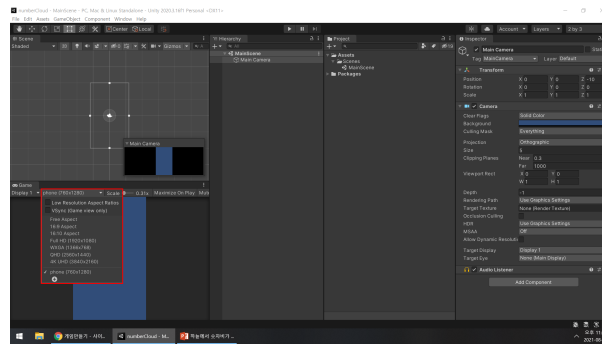 numberCloud - MainScene - PC, Mac & Linux Standalone - Unity 2020.3.18f1 Personal <DX11>
File Edit Assets GameObject Component Window Help
Center Local
Account Layers 2 by 3
Scene
Shaded 2D Gizmos
Main Camera
Game
Display 1 phone (760x1280) Scale 0.31x Maximize On Play Mut
Low Resolution Aspect Ratios
VSync (Game view only)
Free Aspect
16:9 Aspect
16:10 Aspect
Full HD (1920x1080)
WXGA (1366x768)
QHD (2560x1440)
4K UHD (3840x2160)
phone (760x1280)
Hierarchy
All
MainScene
Main Camera
Project
Assets
Scenes
MainScene
Packages
Inspector
Main Camera Stati
Tag MainCamera Layer Default
Transform
Position X 0 Y 0 Z -10
Rotation X 0 Y 0 Z 0
Scale X 1 Y 1 Z 1
Camera
Clear Flags Solid Color
Background
Culling Mask Everything
Projection Orthographic
Size 5
Clipping Planes Near 0.3
Far 1000
Viewport Rect X 0 Y 0
W 1 H 1
Depth -1
Rendering Path Use Graphics Settings
Target Texture None (Render Texture)
Occlusion Culling
HDR Use Graphics Settings
MSAA Off
Allow Dynamic Resoluti
Target Display Display 1
Target Eye None (Main Display)
Audio Listener
Add Component
numberCloud - M...
2021-06